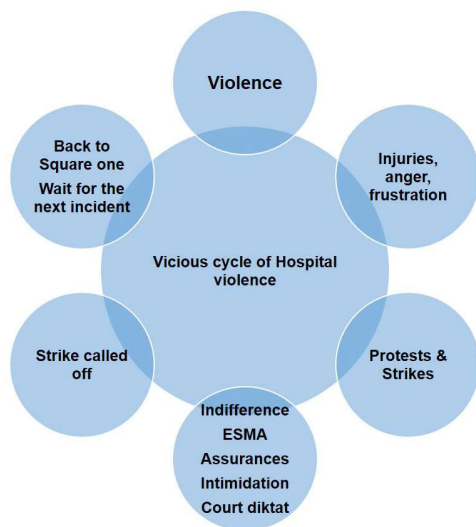 Violence
Injuries,
anger,
frustration
Protests &
Strikes
Indifference
ESMA
Assurances
Intimidation
Court diktat
Strike called
off
Back to
Square one
Wait for the
next incident
Vicious cycle of Hospital
violence